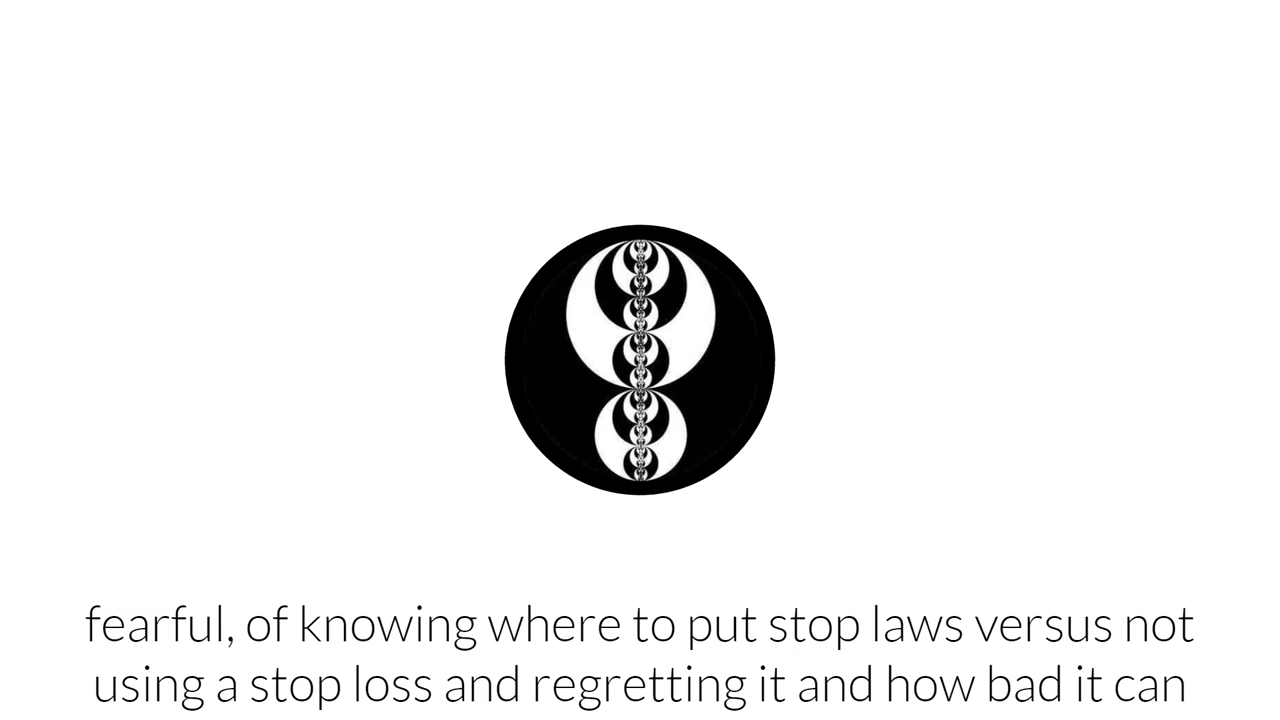 fearful, of knowing where to put stop laws versus not
using a stop loss and regretting it and how bad it can